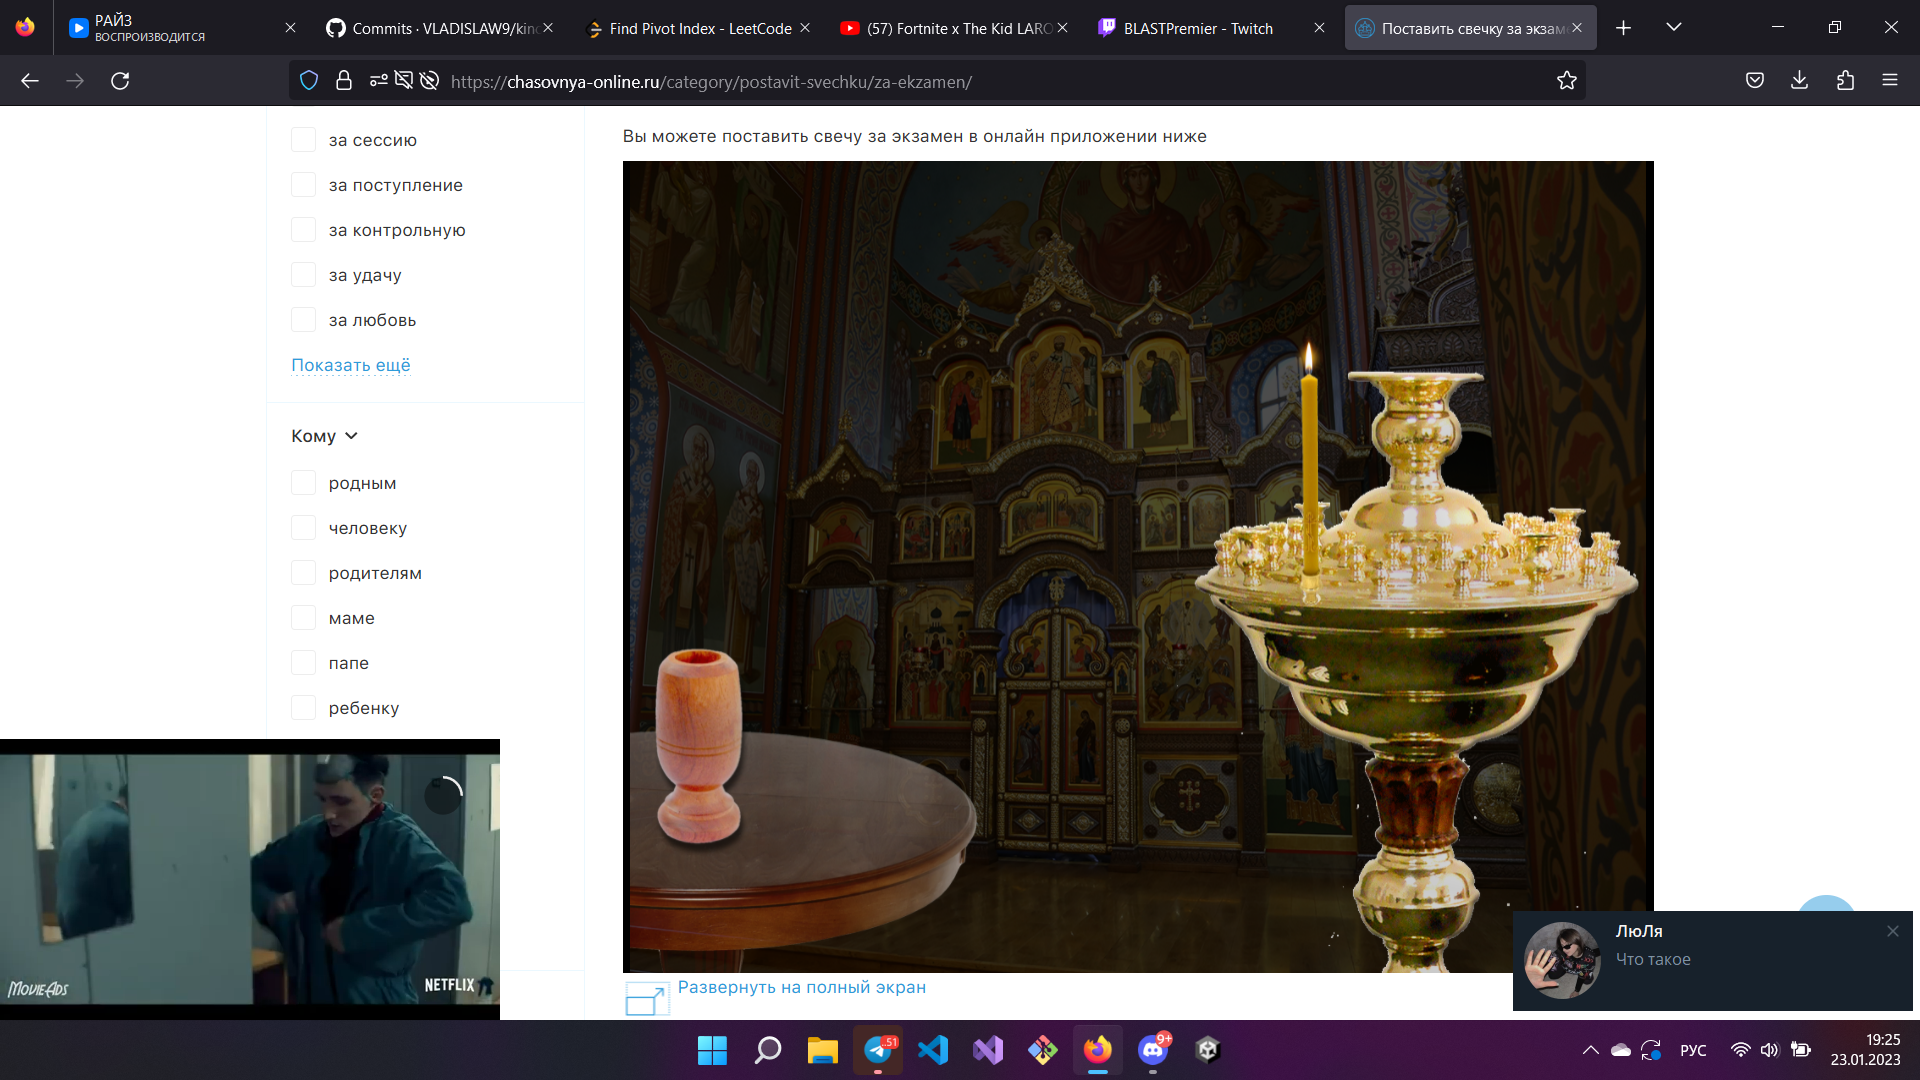 РАЙЗ
ВОСПРОИЗВОДИТСЯ
Commits · VLADISLAW9/kin
Find Pivot Index - LeetCode
(57) Fortnite x The Kid LARO
BLASTPremier - Twitch
Поставить свечку за экзам
https://chasovnya-online.ru/category/postavit-svechku/za-ekzamen/
за сессию
за поступление
за контрольную
за удачу
за любовь
Показать ещё
Кому
родным
человеку
родителям
маме
папе
ребенку
Вы можете поставить свечу за экзамен в онлайн приложении ниже
MOVIEADS
NETFLIX
Развернуть на полный экран
ЛюЛя
Что такое
..51
9+
РУС
19:25
23.01.2023